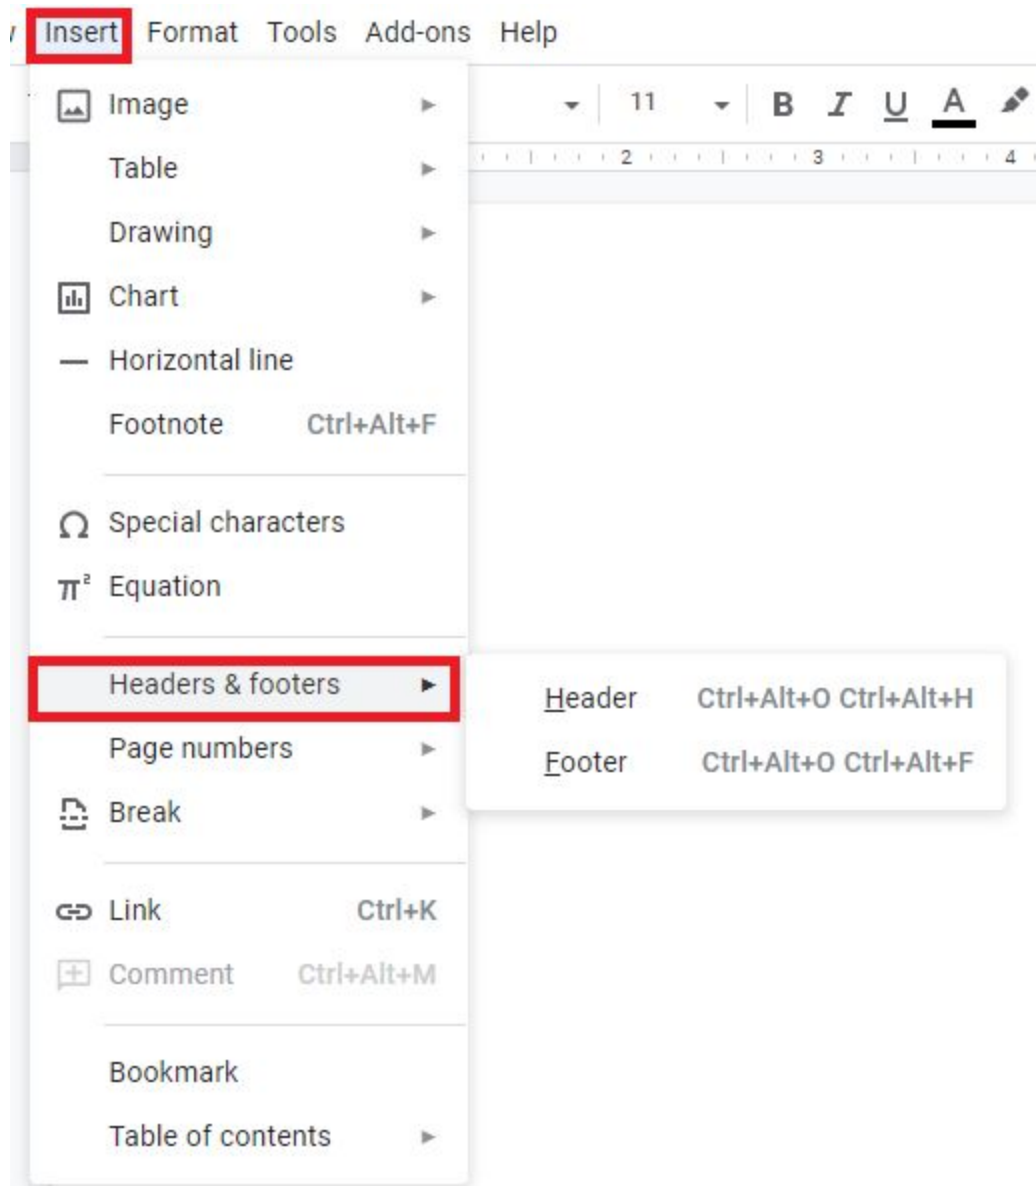 Insert Format Tools Add-ons Help
Image
11 B I U A
Table
2 3 4
Drawing
Chart
Horizontal line
Footnote Ctrl+Alt+F
Special characters
Equation
Headers & footers
Header Ctrl+Alt+O Ctrl+Alt+H
Page numbers
Footer Ctrl+Alt+O Ctrl+Alt+F
Break
Link Ctrl+K
Comment Ctrl+Alt+M
Bookmark
Table of contents